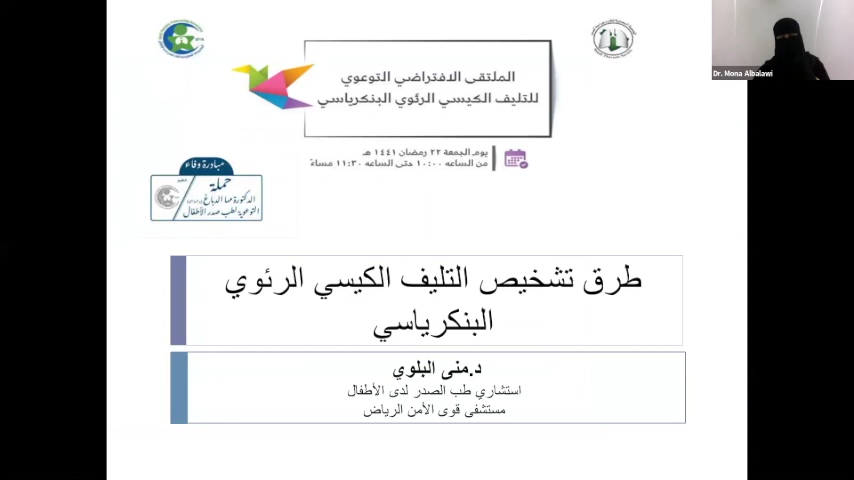 الملتقى الافتراضي التوعوي
للتليف الكيسي الرئوي البنكرياسي
يوم الجمعة ٢٢ رمضان ١٤٤١ هـ
من الساعه ١٠:٠٠ حتى الساعه ١١:٣٠ مساءً
مبادرة وفاء
حملة
الدكتورة مها الدباغ
التوعوية لطب صدر الأطفال
طرق تشخيص التليف الكيسي الرئوي
البنكرياسي
د.منى البلوي
استشاري طب الصدر لدى الأطفال
مستشفى قوى الأمن الرياض
Dr. Mona Albalawi